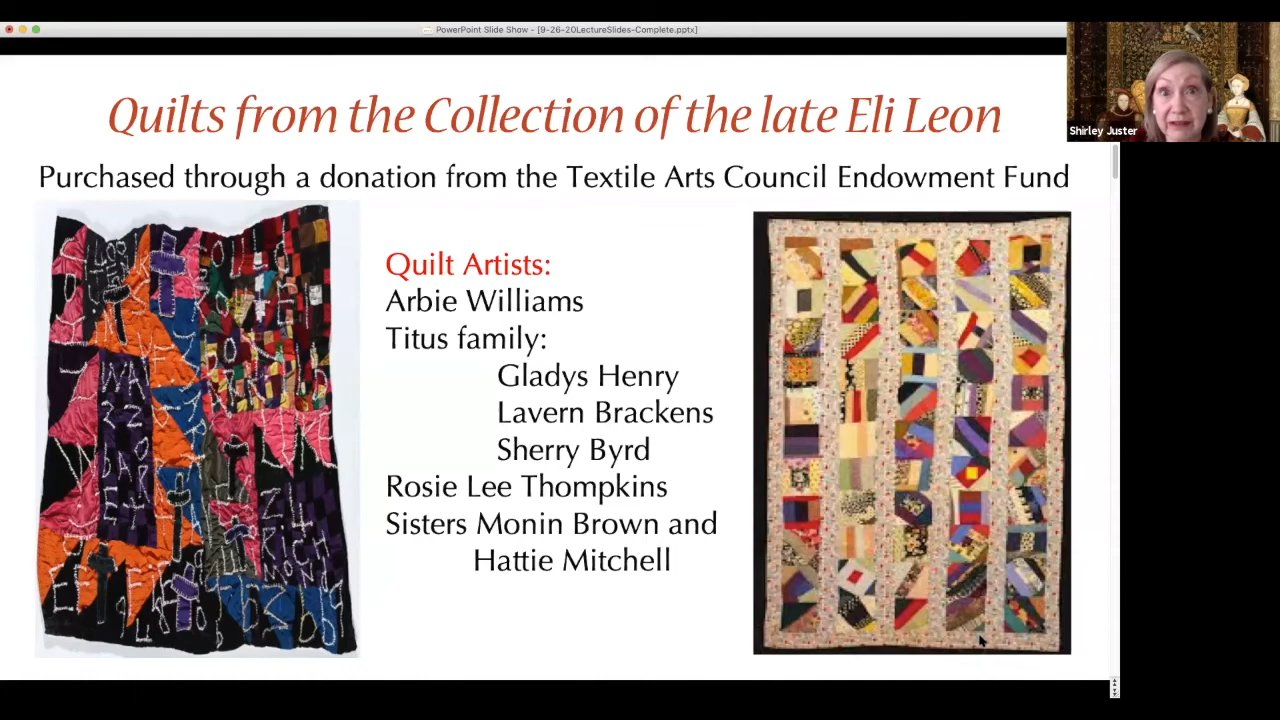 PowerPoint Slide Show - [9-26-20LectureSlides-Complete.pptx]
Shirley Juster
Quilts from the Collection of the late Eli Leon
Purchased through a donation from the Textile Arts Council Endowment Fund
Quilt Artists:
Arbie Williams
Titus family:
Gladys Henry
Lavern Brackens
Sherry Byrd
Rosie Lee Thompkins
Sisters Monin Brown and
Hattie Mitchell